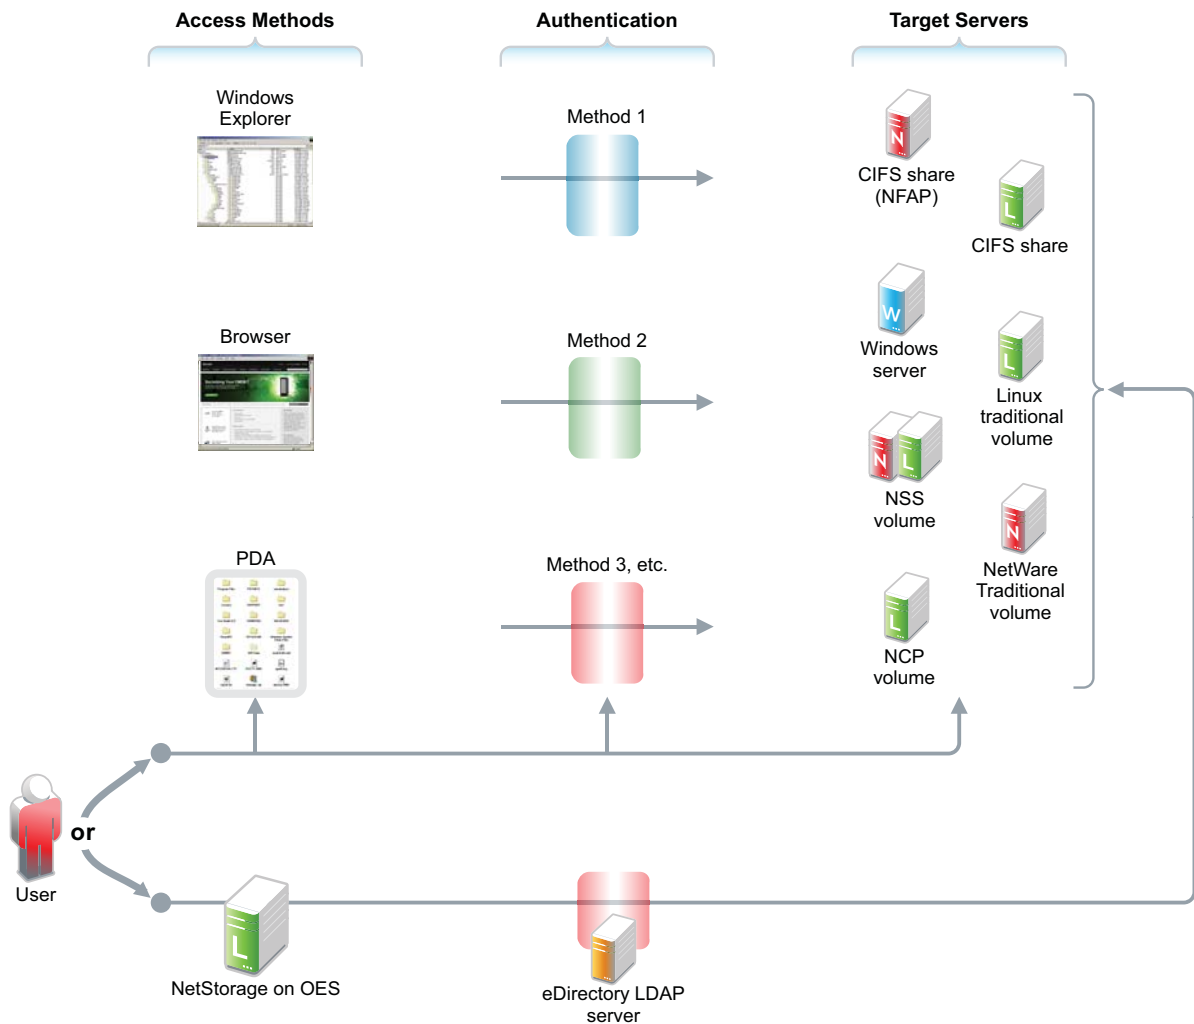 Access Methods
Authentication
Target Servers
Windows
Explorer
Method 1
N
CIFS share
(NFAP)
L
CIFS share
Browser
Method 2
W
Windows
server
L
Linux
traditional
volume
N L
NSS
volume
PDA
Method 3, etc.
N
NetWare
Traditional
volume
L
NCP
volume
or
User
L
NetStorage on OES
eDirectory LDAP
server